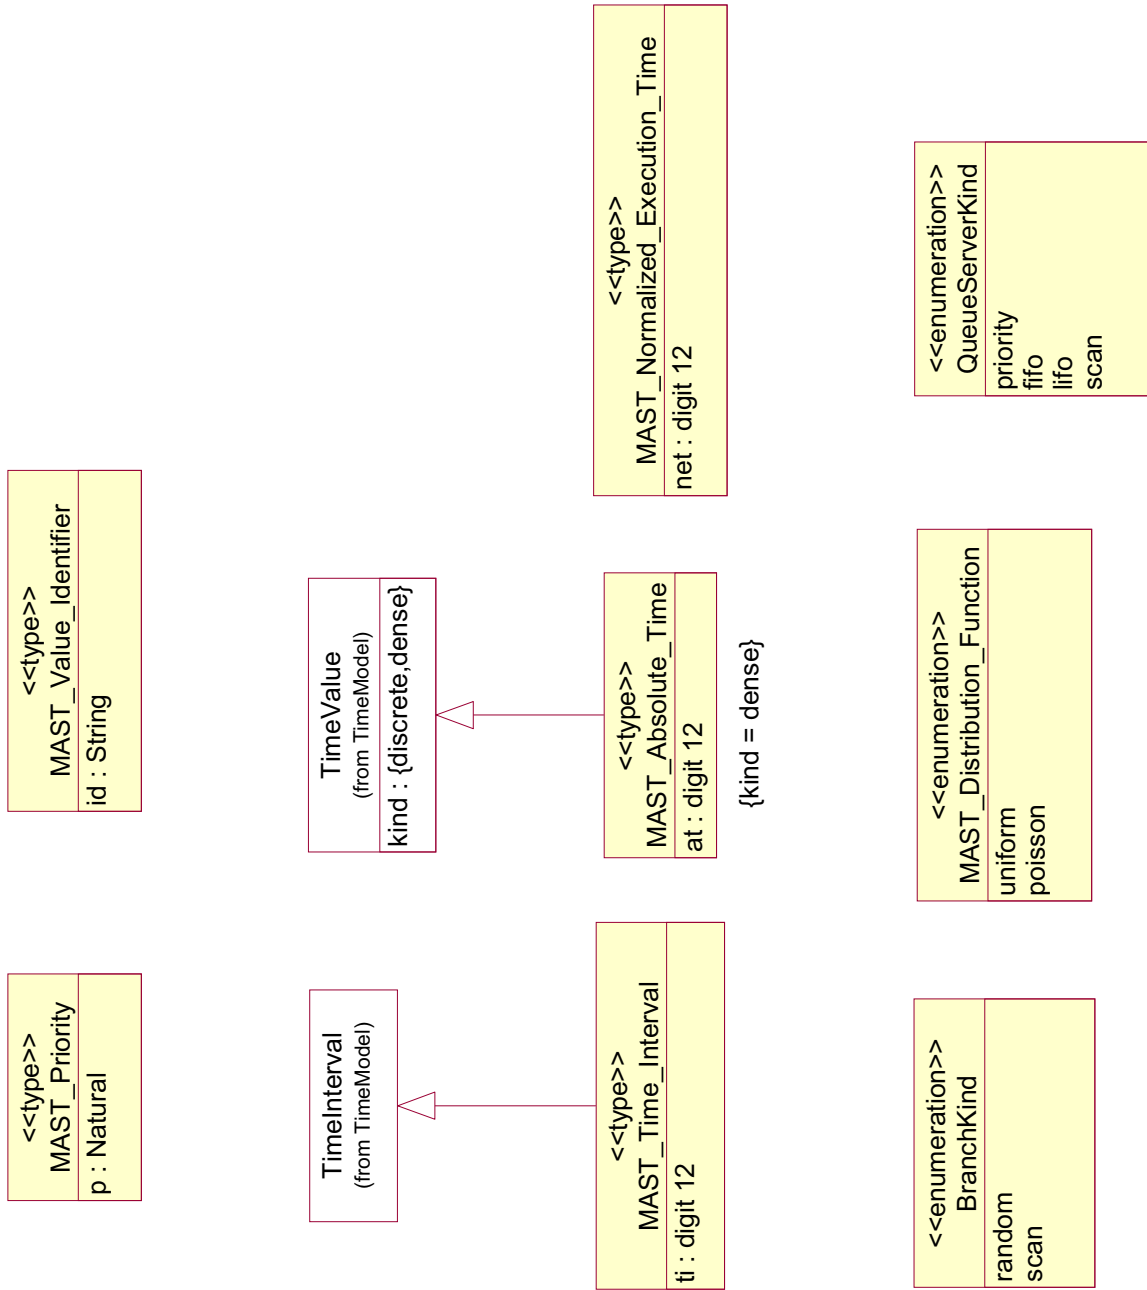 <<type>>
MAST_Priority
p : Natural
<<type>>
MAST_Value_Identifier
id : String
TimeInterval
(from TimeModel)
TimeValue
(from TimeModel)
kind : {discrete,dense}
<<type>>
MAST_Time_Interval
ti : digit 12
<<type>>
MAST_Absolute_Time
at : digit 12
{kind = dense}
<<type>>
MAST_Normalized_Execution_Time
net : digit 12
<<enumeration>>
BranchKind
random
scan
<<enumeration>>
MAST_Distribution_Function
uniform
poisson
<<enumeration>>
QueueServerKind
priority
fifo
lifo
scan